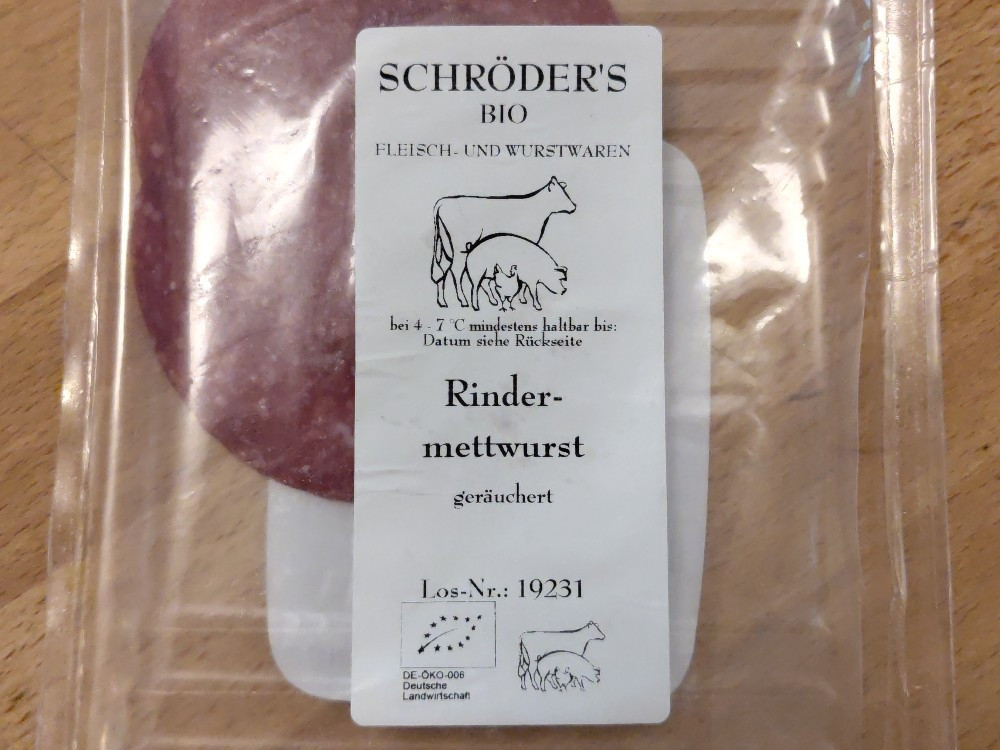 SCHRÖDER'S
BIO
FLEISCH- UND WURSTWAREN
bei 4 - 7 °C mindestens haltbar bis:
Datum siehe Rückseite
Rinder-
mettwurst
geräuchert
Los-Nr.: 19231
DE-ÖKO-006
Deutsche
Landwirtschaft